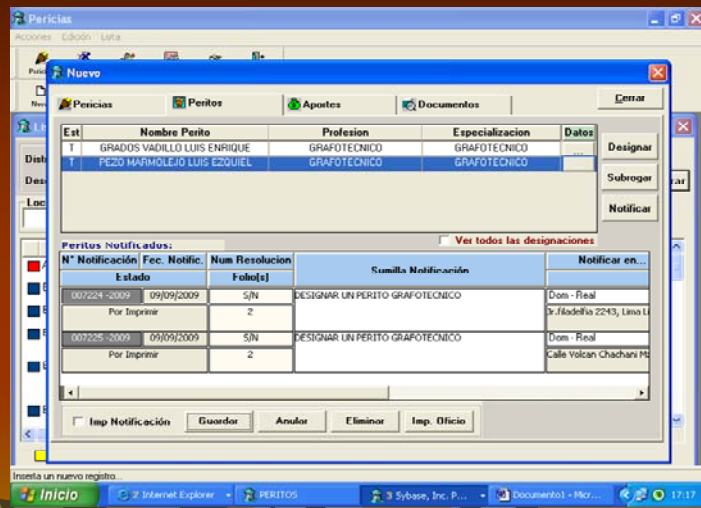 Pericias
Acciones Edición Lista
Nuevo
Pericias Peritos Aportes Documentos Cerrar
Est Nombre Perito Profesion Especializacion Datos
T GRADOS VADILLO LUIS ENRIQUE GRAFOTECNICO GRAFOTECNICO ...
T PEZO MARMOLEJO LUIS EZQUIEL GRAFOTECNICO GRAFOTECNICO
Designar
Subrogar
Notificar
Peritos Notificados: Ver todos las designaciones
N° Notificación Fec. Notific. Num Resolucion Sumilla Notificación Notificar en...
Estado Folio[s]
007224 -2009 09/09/2009 S/N DESIGNAR UN PERITO GRAFOTECNICO Dom - Real
Por Imprimir 2 Jr.filadelfia 2243, Lima Li
007225 -2009 09/09/2009 S/N DESIGNAR UN PERITO GRAFOTECNICO Dom - Real
Por Imprimir 2 Calle Volcan Chachani
Imp Notificación Guardar Anular Eliminar Imp. Oficio
Inserta un nuevo registro...
Inicio 2 Internet Explorer PERITOS 3 Sybase, Inc. P... Documento1 - Micr... 17:17